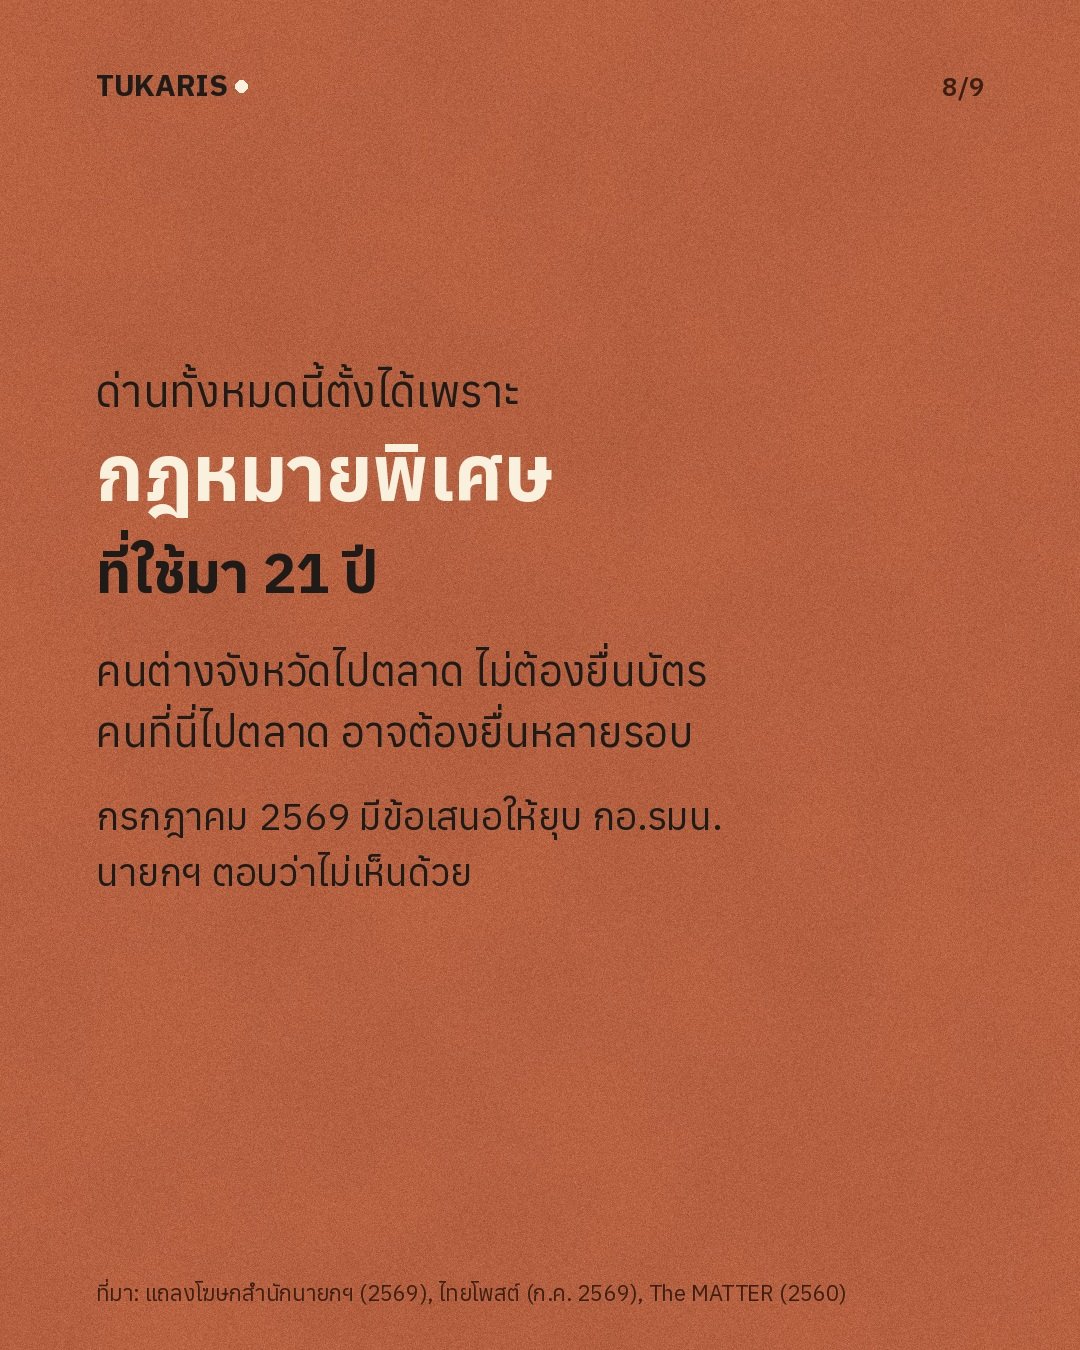 TUKARIS
8/9
ด่านทั้งหมดนี้ตั้งได้เพราะ
กฎหมายพิเศษ
ที่ใช้มา 21 ปี
คนต่างจังหวัดไปตลาด ไม่ต้องยื่นบัตร
คนที่นี่ไปตลาด อาจต้องยื่นหลายรอบ
กรกฎาคม 2569 มีข้อเสนอให้ยุบ กอ.รมน.
นายกฯ ตอบว่าไม่เห็นด้วย
ที่มา: แถลงโฆษกสำนักนายกฯ (2569), ไทยโพสต์ (ก.ค. 2569), The MATTER (2560)